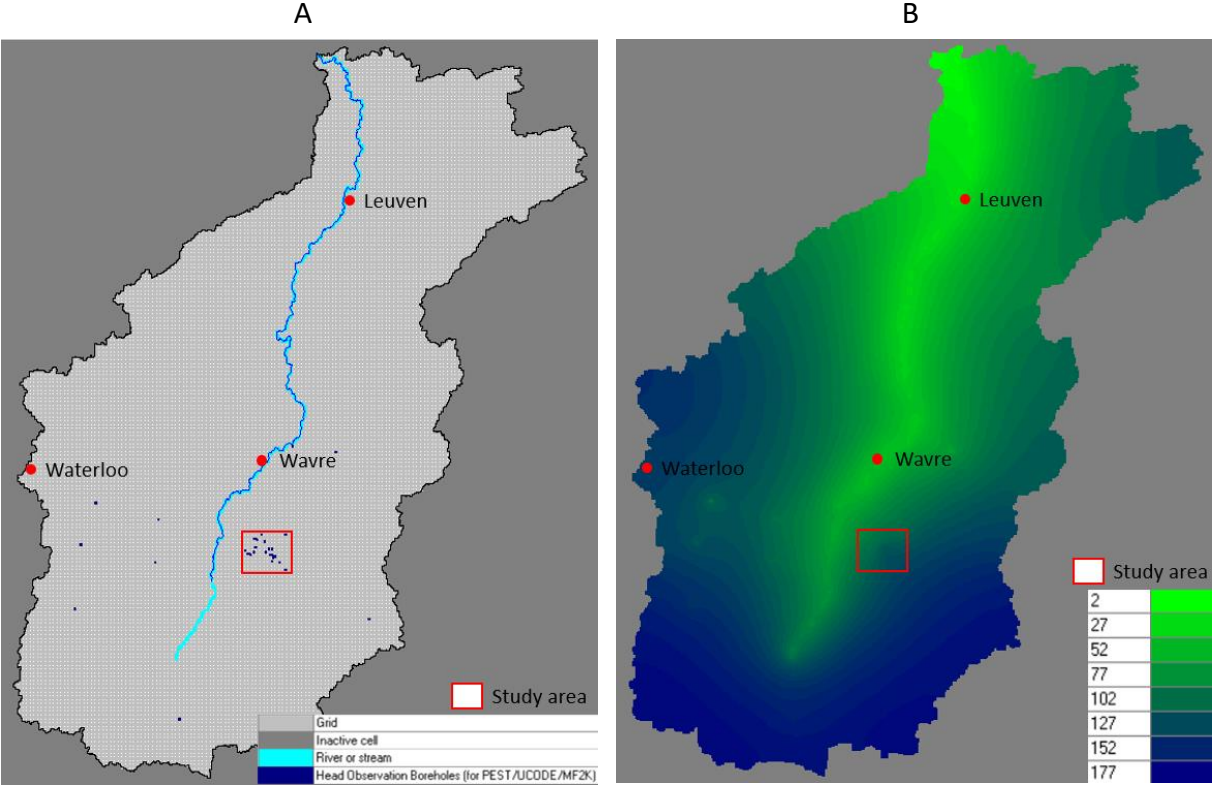 A
Leuven
Wavre
Waterloo
Study area
Grid
Inactive cell
River or stream
Head Observation Boreholes (for PEST/UCODE/MF2K)
B
Leuven
Wavre
Waterloo
Study area
2
27
52
77
102
127
152
177